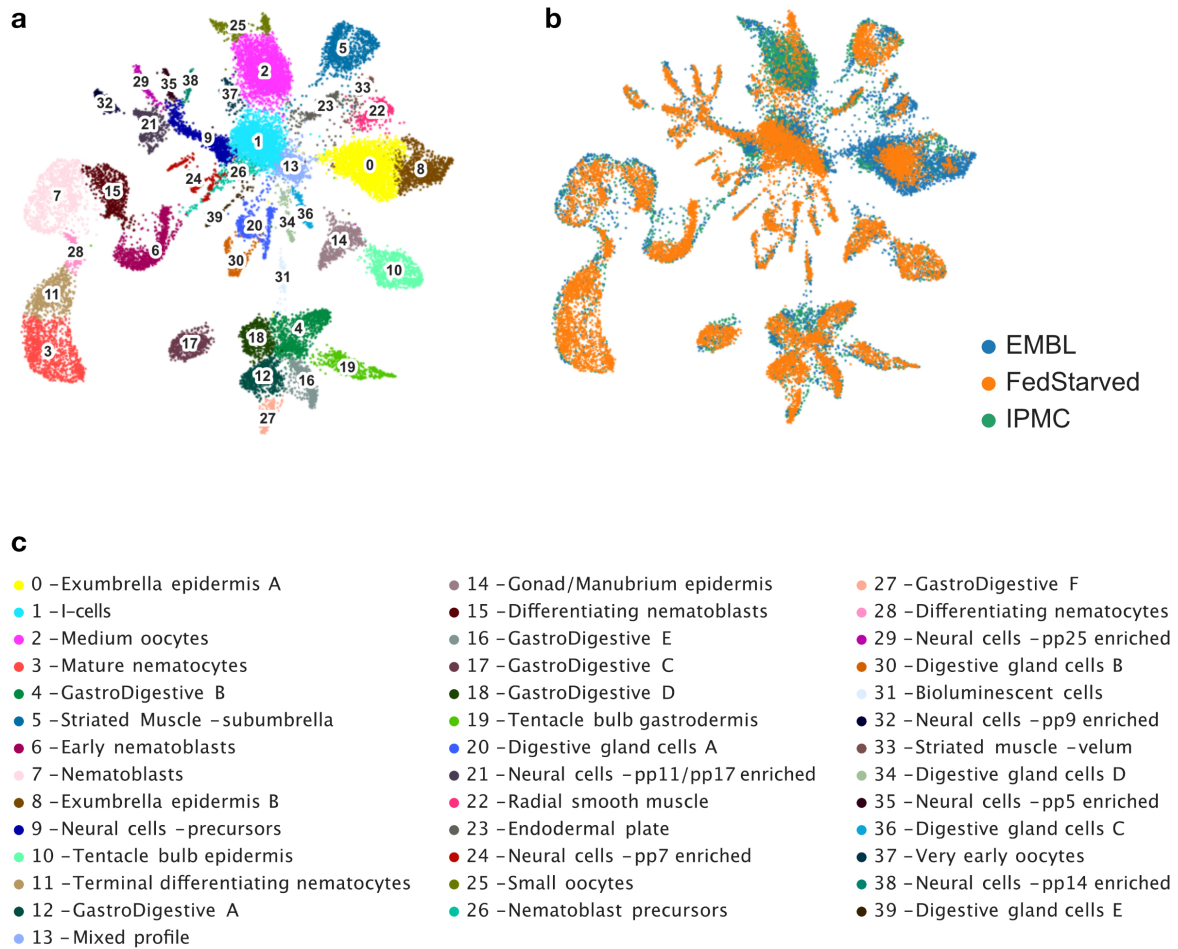 a
b
25
5
2
29
35
38
33
32
37
23
22
21
9
1
13
0
8
24
26
7
15
39
36
20
34
6
14
28
30
10
31
11
4
17
18
3
19
12
16
27
EMBL
FedStarved
IPMC
c
0 –Exumbrella epidermis A
1 –I-cells
2 –Medium oocytes
3 –Mature nematocytes
4 –GastroDigestive B
5 –Striated Muscle –subumbrella
6 –Early nematoblasts
7 –Nematoblasts
8 –Exumbrella epidermis B
9 –Neural cells –precursors
10 –Tentacle bulb epidermis
11 –Terminal differentiating nematocytes
12 –GastroDigestive A
13 –Mixed profile
14 –Gonad/Manubrium epidermis
15 –Differentiating nematoblasts
16 –GastroDigestive E
17 –GastroDigestive C
18 –GastroDigestive D
19 –Tentacle bulb gastrodermis
20 –Digestive gland cells A
21 –Neural cells –pp11/pp17 enriched
22 –Radial smooth muscle
23 –Endodermal plate
24 –Neural cells –pp7 enriched
25 –Small oocytes
26 –Nematoblast precursors
27 –GastroDigestive F
28 –Differentiating nematocytes
29 –Neural cells –pp25 enriched
30 –Digestive gland cells B
31 –Bioluminescent cells
32 –Neural cells –pp9 enriched
33 –Striated muscle –velum
34 –Digestive gland cells D
35 –Neural cells –pp5 enriched
36 –Digestive gland cells C
37 –Very early oocytes
38 –Neural cells –pp14 enriched
39 –Digestive gland cells E